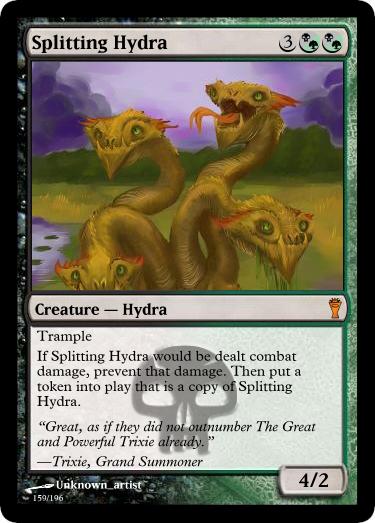 Splitting Hydra 3
Creature — Hydra
Trample
If Splitting Hydra would be dealt combat
damage, prevent that damage. Then put a
token into play that is a copy of Splitting
Hydra.
“Great, as if they did not outnumber The Great
and Powerful Trixie already.”
—Trixie, Grand Summoner
4/2
Unknown_artist
159/196